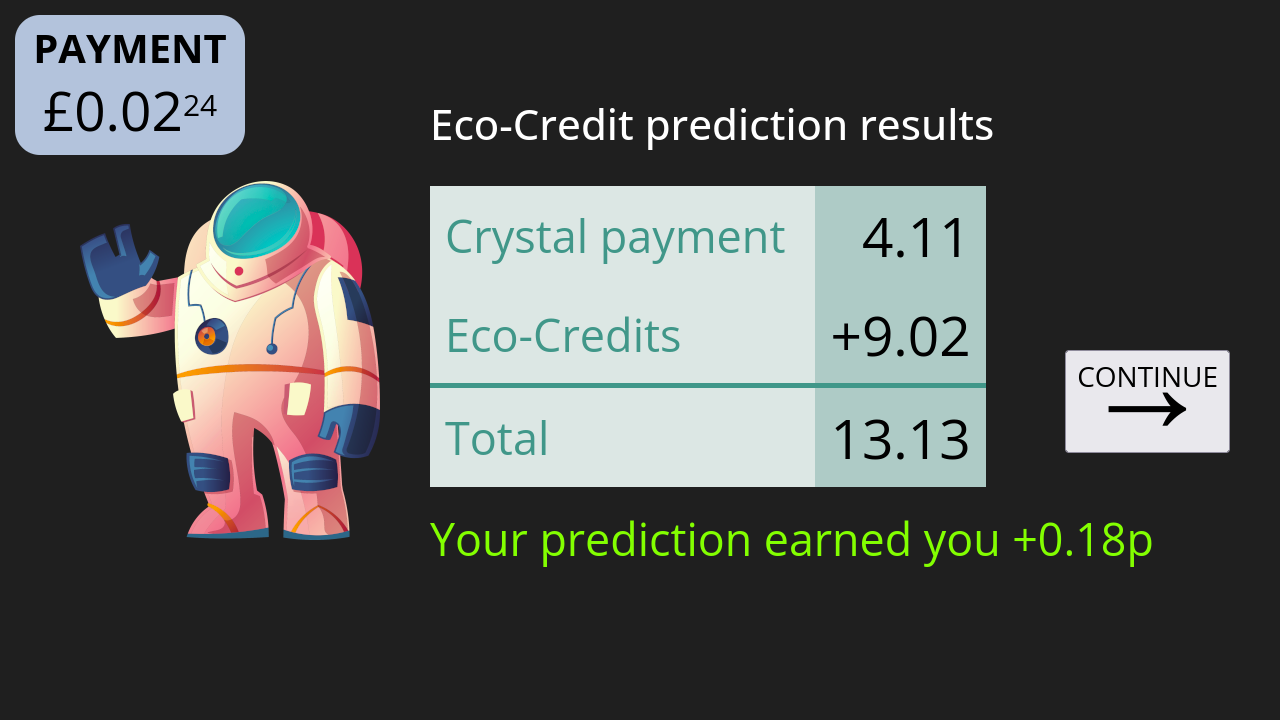 PAYMENT
£0.02²⁴
Eco-Credit prediction results
Crystal payment 4.11
Eco-Credits +9.02
Total 13.13
CONTINUE
→
Your prediction earned you +0.18p